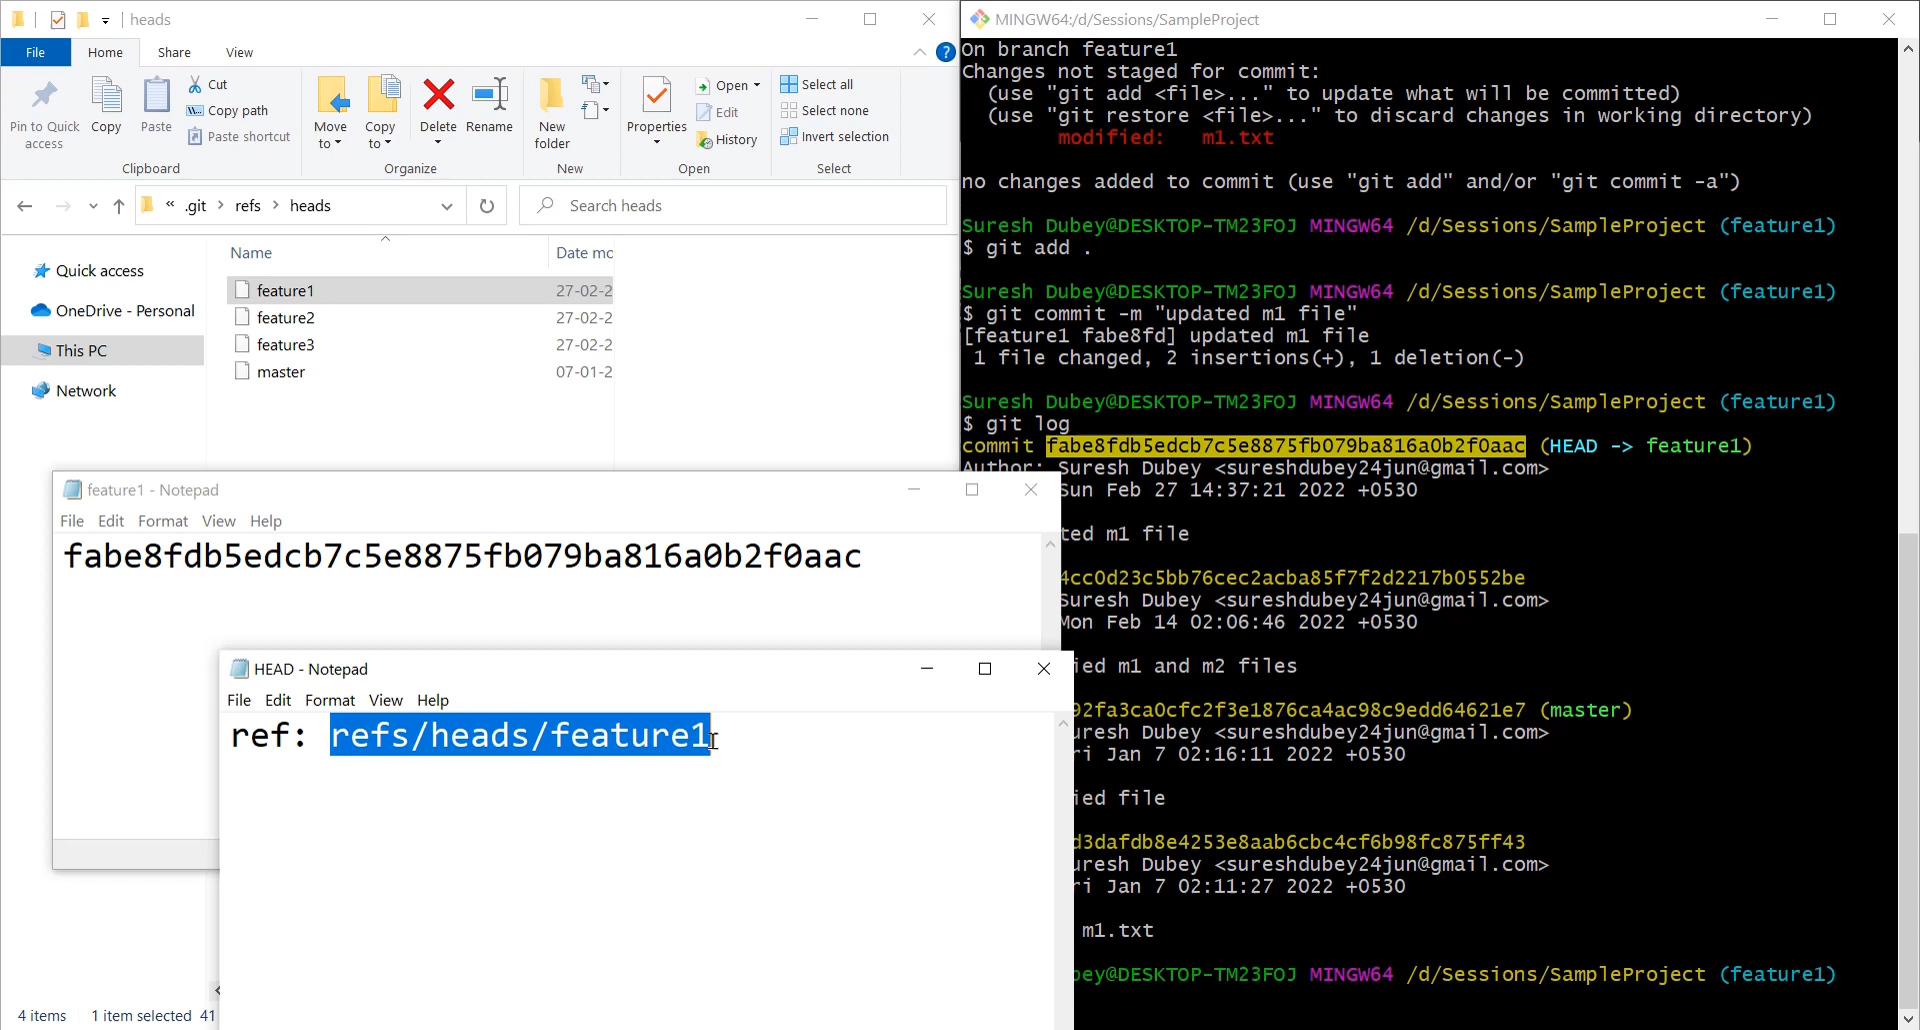 heads
File
Home
Share
View
Pin to Quick access
Copy
Paste
Cut
Copy path
Paste shortcut
Clipboard
Move to
Copy to
Delete
Rename
Organize
New folder
New
Properties
Open
Edit
History
Open
Select all
Select none
Invert selection
Select
« .git > refs > heads
Search heads
Name
Date mo
Quick access
OneDrive - Personal
This PC
Network
feature1 27-02-2
feature2 27-02-2
feature3 27-02-2
master 07-01-2
4 items 1 item selected 41
feature1 - Notepad
File Edit Format View Help
fabe8fdb5edcb7c5e8875fb079ba816a0b2f0aac
HEAD - Notepad
File Edit Format View Help
ref: refs/heads/feature1
MINGW64:/d/Sessions/SampleProject
On branch feature1
Changes not staged for commit:
(use "git add <file>..." to update what will be committed)
(use "git restore <file>..." to discard changes in working directory)
modified: m1.txt
no changes added to commit (use "git add" and/or "git commit -a")
Suresh Dubey@DESKTOP-TM23FOJ MINGW64 /d/Sessions/SampleProject (feature1)
$ git add .
Suresh Dubey@DESKTOP-TM23FOJ MINGW64 /d/Sessions/SampleProject (feature1)
$ git commit -m "updated m1 file"
[feature1 fabe8fd] updated m1 file
1 file changed, 2 insertions(+), 1 deletion(-)
Suresh Dubey@DESKTOP-TM23FOJ MINGW64 /d/Sessions/SampleProject (feature1)
$ git log
commit fabe8fdb5edcb7c5e8875fb079ba816a0b2f0aac (HEAD -> feature1)
Author: Suresh Dubey <sureshdubey24jun@gmail.com>
Sun Feb 27 14:37:21 2022 +0530
ted m1 file
4cc0d23c5bb76cec2acba85f7f2d2217b0552be
Suresh Dubey <sureshdubey24jun@gmail.com>
Mon Feb 14 02:06:46 2022 +0530
ied m1 and m2 files
92fa3ca0cfc2f3e1876ca4ac98c9edd64621e7 (master)
uresh Dubey <sureshdubey24jun@gmail.com>
ri Jan 7 02:16:11 2022 +0530
ied file
d3dafdb8e4253e8aab6cbc4cf6b98fc875ff43
uresh Dubey <sureshdubey24jun@gmail.com>
ri Jan 7 02:11:27 2022 +0530
m1.txt
bey@DESKTOP-TM23FOJ MINGW64 /d/Sessions/SampleProject (feature1)